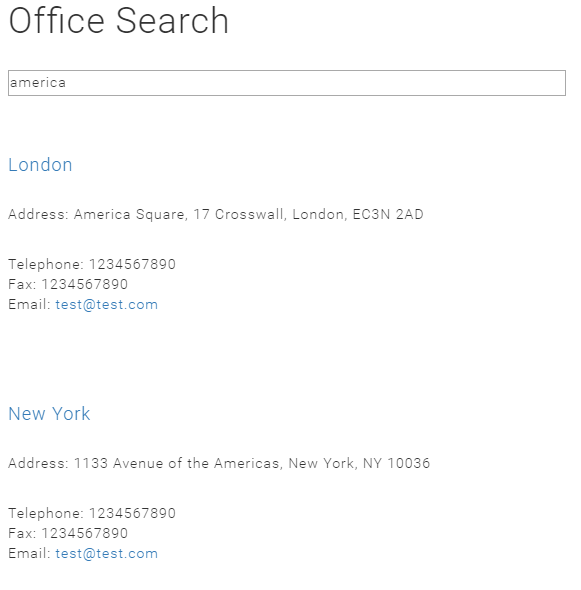 Office Search
america
London
Address: America Square, 17 Crosswall, London, EC3N 2AD
Telephone: 1234567890
Fax: 1234567890
Email: test@test.com
New York
Address: 1133 Avenue of the Americas, New York, NY 10036
Telephone: 1234567890
Fax: 1234567890
Email: test@test.com